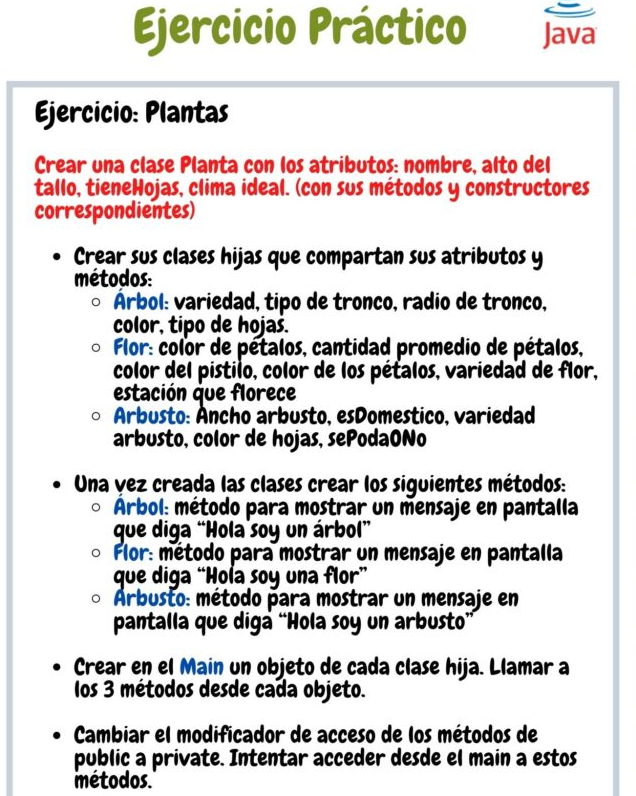 Ejercicio Práctico
Java
Ejercicio: Plantas
Crear una clase Planta con los atributos: nombre, alto del
tallo, tieneHojas, clima ideal. (con sus métodos y constructores
correspondientes)
• Crear sus clases hijas que compartan sus atributos y
métodos:
○ Árbol: variedad, tipo de tronco, radio de tronco,
color, tipo de hojas.
○ Flor: color de pétalos, cantidad promedio de pétalos,
color del pistilo, color de los pétalos, variedad de flor,
estación que florece
○ Arbusto: Ancho arbusto, esDomestico, variedad
arbusto, color de hojas, sePodaONo
• Una vez creada las clases crear los siguientes métodos:
○ Árbol: método para mostrar un mensaje en pantalla
que diga “Hola soy un árbol”
○ Flor: método para mostrar un mensaje en pantalla
que diga “Hola soy una flor”
○ Arbusto: método para mostrar un mensaje en
pantalla que diga “Hola soy un arbusto”
• Crear en el Main un objeto de cada clase hija. Llamar a
los 3 métodos desde cada objeto.
• Cambiar el modificador de acceso de los métodos de
public a private. Intentar acceder desde el main a estos
métodos.